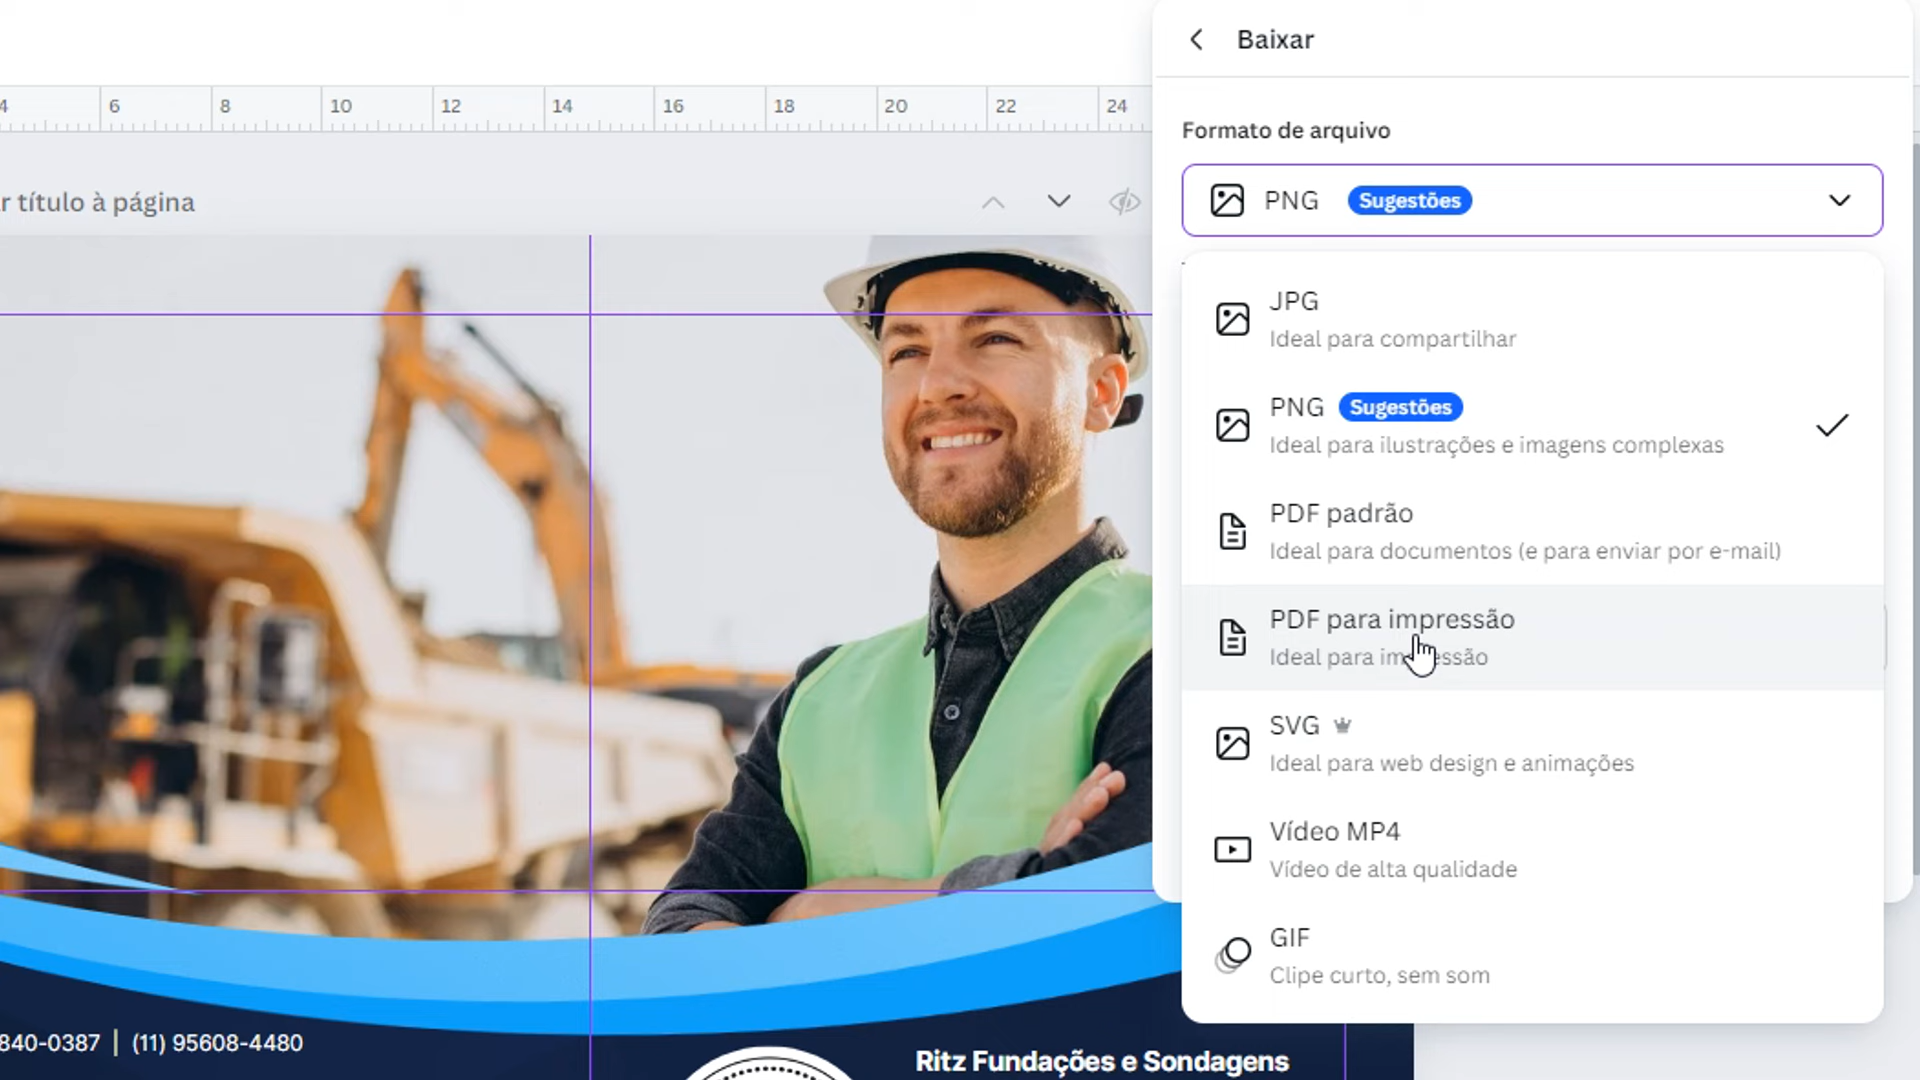 Baixar
4 6 8 10 12 14 16 18 20 22 24
Formato de arquivo
PNG Sugestões
r título à página
JPG
Ideal para compartilhar
PNG Sugestões
Ideal para ilustrações e imagens complexas
PDF padrão
Ideal para documentos (e para enviar por e-mail)
PDF para impressão
Ideal para impressão
SVG
Ideal para web design e animações
Vídeo MP4
Vídeo de alta qualidade
GIF
Clipe curto, sem som
840-0387 | (11) 95608-4480
Ritz Fundações e Sondagens